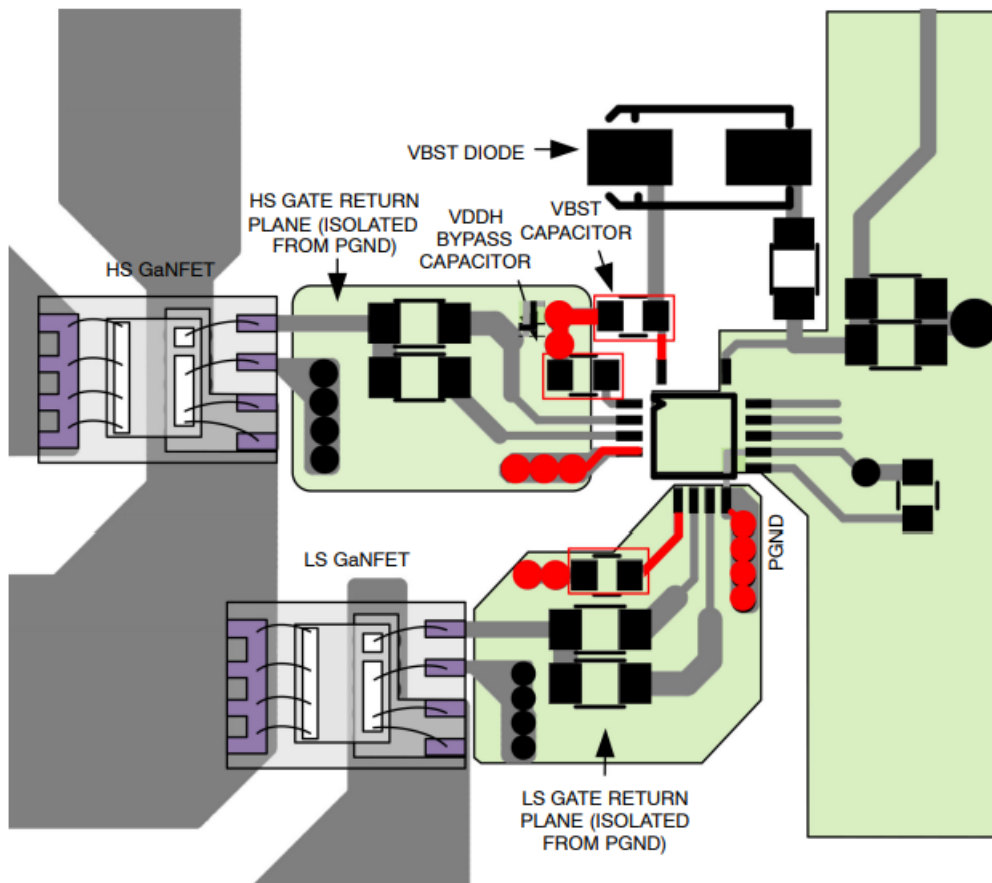 VBST DIODE
HS GATE RETURN
PLANE (ISOLATED
FROM PGND)
VDDH
BYPASS
CAPACITOR
VBST
CAPACITOR
HS GaNFET
LS GaNFET
PGND
LS GATE RETURN
PLANE (ISOLATED
FROM PGND)